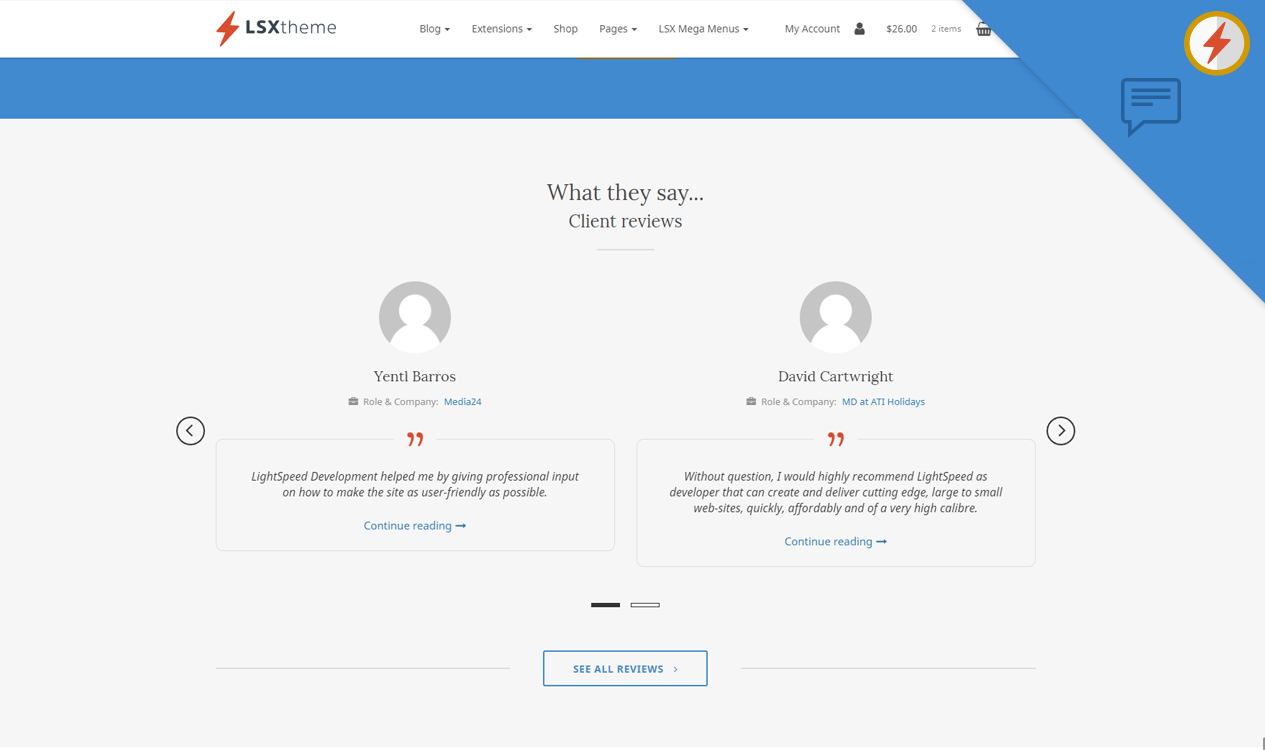 LSXtheme
Blog Extensions Shop Pages LSX Mega Menus My Account $26.00 2 items
What they say...
Client reviews
Yentl Barros
Role & Company: Media24
”
LightSpeed Development helped me by giving professional input
on how to make the site as user-friendly as possible.
Continue reading
David Cartwright
Role & Company: MD at ATI Holidays
”
Without question, I would highly recommend LightSpeed as
developer that can create and deliver cutting edge, large to small
web-sites, quickly, affordably and of a very high calibre.
Continue reading
SEE ALL REVIEWS